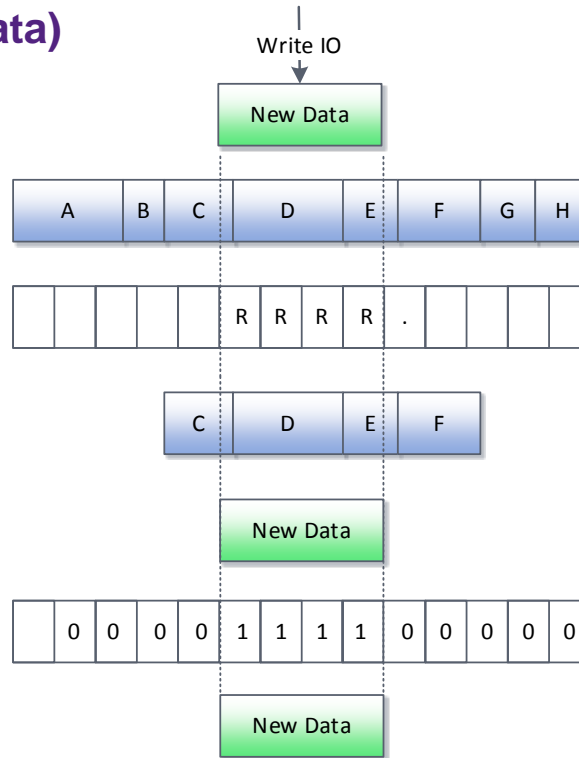 ata)
Write IO
New Data
A B C D E F G H
R R R R .
C D E F
New Data
0 0 0 0 1 1 1 1 0 0 0 0 0
New Data